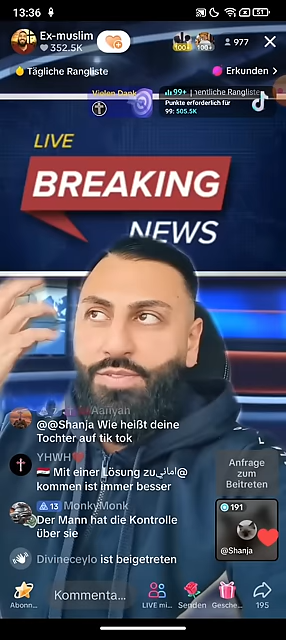 13:36
51
Ex-muslim
352.5K
100+
100+
977
Tägliche Rangliste
Erkunden >
Vielen Dank
99+
entliche Rangliste
Punkte erforderlich für
99: 505.5K
LIVE
BREAKING
NEWS
Aaliyah
@@Shanja Wie heißt deine
Tochter auf tik tok
YHWH
Mit einer Lösung zu اماني@
kommen ist immer besser
13 MonkyMonk
Der Mann hat die Kontrolle
über sie
Divineceylo ist beigetreten
Anfrage
zum
Beitreten
191
@Shanja
Abonn...
Kommenta...
LIVE mi...
Senden
Gesche...
195